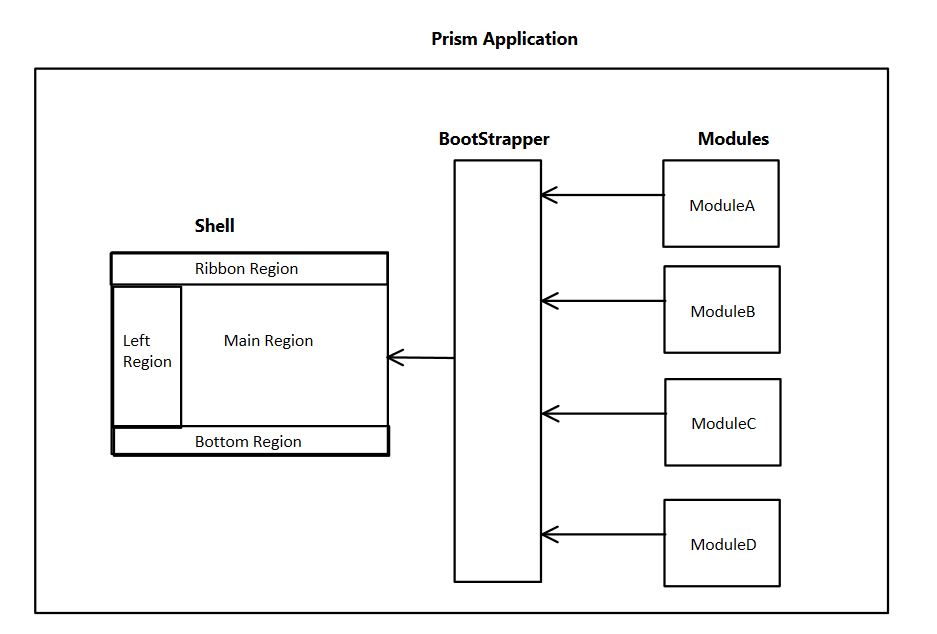 Prism Application
BootStrapper
Modules
ModuleA
Shell
Ribbon Region
ModuleB
Left
Region
Main Region
ModuleC
Bottom Region
ModuleD